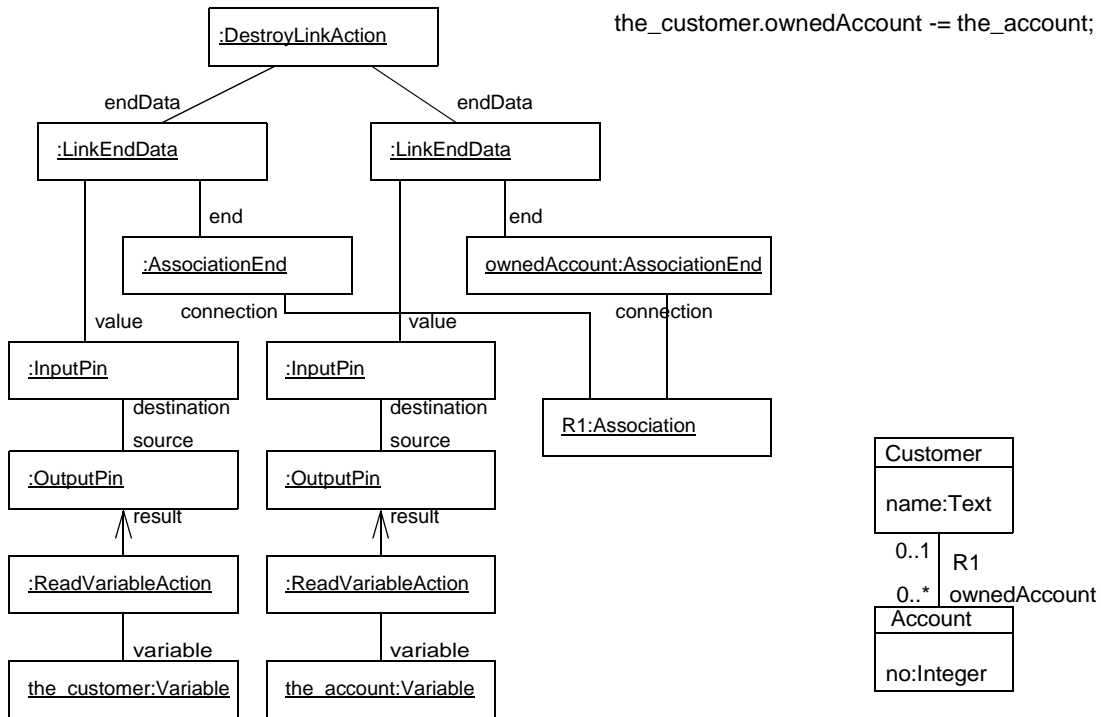 the_customer.ownedAccount -= the_account;
:DestroyLinkAction
endData
endData
:LinkEndData
:LinkEndData
end
end
:AssociationEnd
ownedAccount:AssociationEnd
connection
connection
value
value
:InputPin
:InputPin
destination
destination
R1:Association
source
source
:OutputPin
:OutputPin
result
result
:ReadVariableAction
:ReadVariableAction
variable
variable
the_customer:Variable
the_account:Variable
Customer
name:Text
0..1
R1
0..* ownedAccount
Account
no:Integer